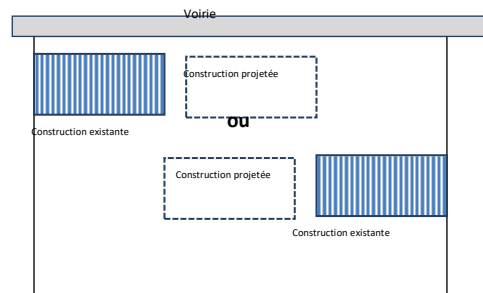 Voirie
Construction projetée
ou
Construction existante
Construction projetée
Construction existante